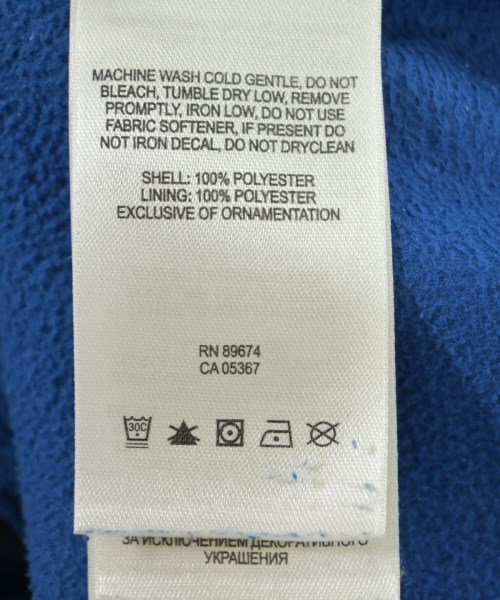 MACHINE WASH COLD GENTLE, DO NOT
BLEACH, TUMBLE DRY LOW, REMOVE
PROMPTLY, IRON LOW, DO NOT USE
FABRIC SOFTENER, IF PRESENT DO
NOT IRON DECAL, DO NOT DRYCLEAN
SHELL: 100% POLYESTER
LINING: 100% POLYESTER
EXCLUSIVE OF ORNAMENTATION
RN 89674
CA 05367
30C
ЗА ИСКЛЮЧЕНИЕМ ДЕКОРАТИВНОГО
УКРАШЕНИЯ